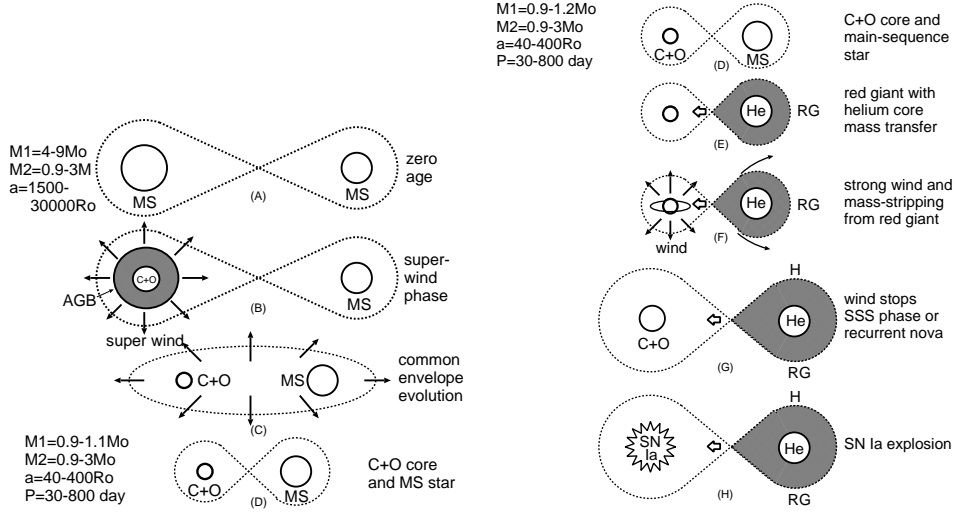 M1=4-9Mo
M2=0.9-3M
a=1500-
30000Ro
MS
MS
(A)
zero
age
C+O
AGB
super wind
MS
(B)
super-
wind
phase
C+O
MS
(C)
common
envelope
evolution
M1=0.9-1.1Mo
M2=0.9-3Mo
a=40-400Ro
P=30-800 day
C+O
MS
(D)
C+O core
and MS star
M1=0.9-1.2Mo
M2=0.9-3Mo
a=40-400Ro
P=30-800 day
C+O
MS
(D)
C+O core and
main-sequence
star
He
RG
(E)
red giant with
helium core
mass transfer
He
RG
wind
(F)
strong wind and
mass-stripping
from red giant
H
C+O
He
RG
(G)
wind stops
SSS phase or
recurrent nova
H
SN
Ia
He
RG
(H)
SN Ia explosion